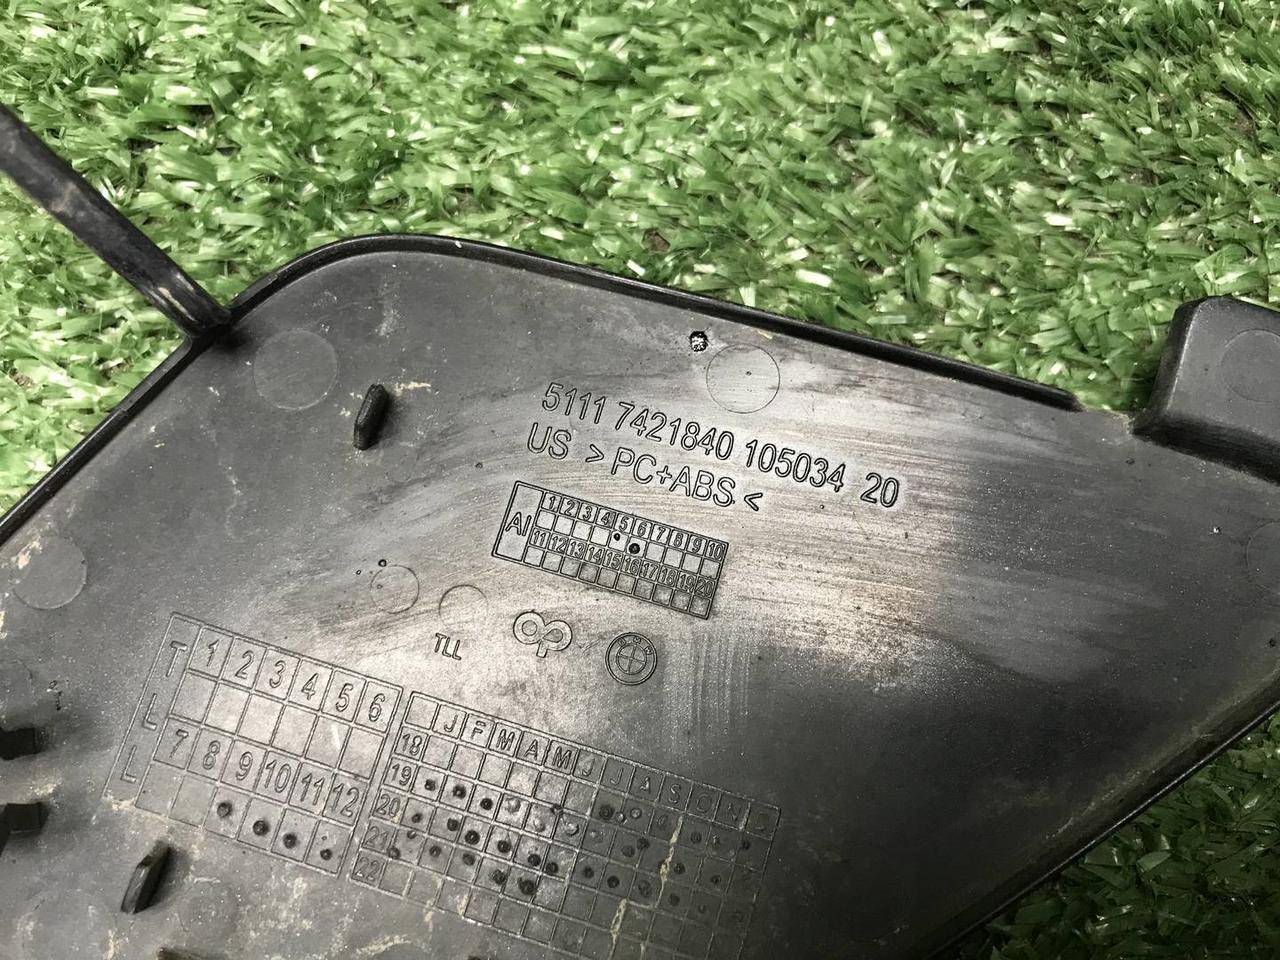 5111 7421840 105034 20
US >PC+ABS<
AI
1 2 3 4 5 6 7 8 9 10
11 12 13 14 15 16 17 18 19 20
TLL
TLL
1 2 3 4 5 6
7 8 9 10 11 12
J F M A M J J A S O N D
18
19
20
21
22